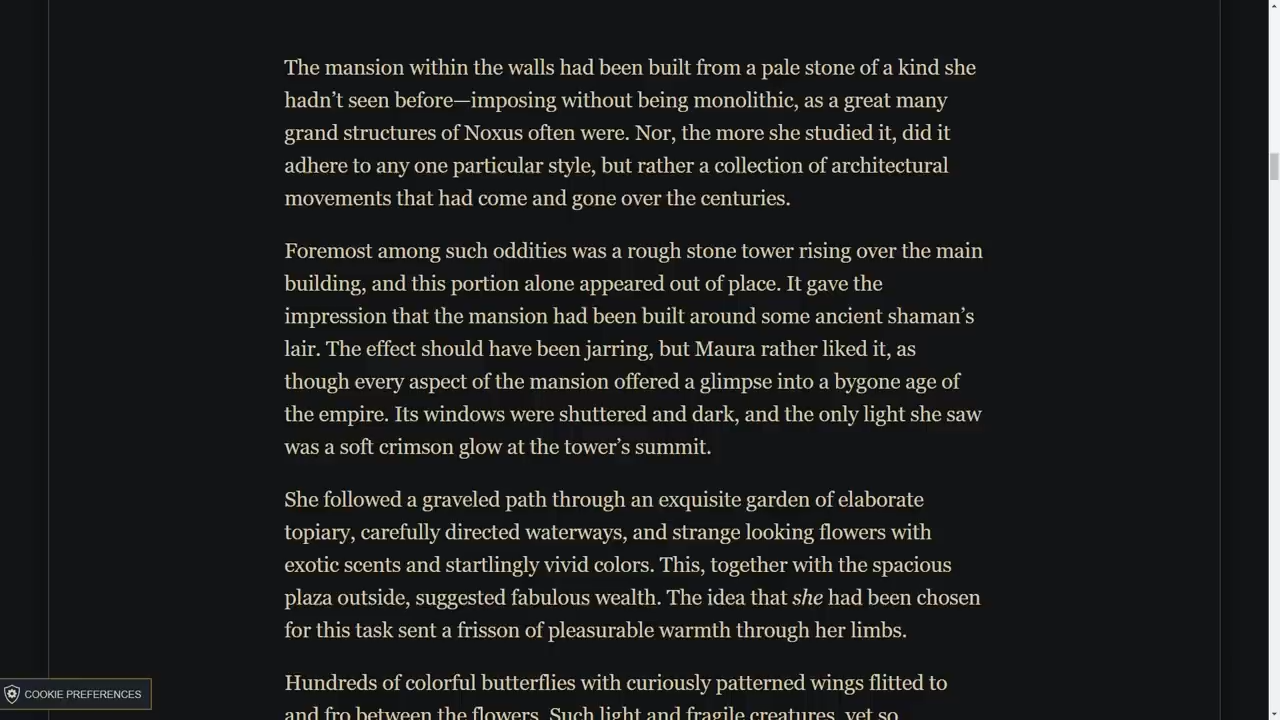 The mansion within the walls had been built from a pale stone of a kind she
hadn’t seen before—imposing without being monolithic, as a great many
grand structures of Noxus often were. Nor, the more she studied it, did it
adhere to any one particular style, but rather a collection of architectural
movements that had come and gone over the centuries.
Foremost among such oddities was a rough stone tower rising over the main
building, and this portion alone appeared out of place. It gave the
impression that the mansion had been built around some ancient shaman’s
lair. The effect should have been jarring, but Maura rather liked it, as
though every aspect of the mansion offered a glimpse into a bygone age of
the empire. Its windows were shuttered and dark, and the only light she saw
was a soft crimson glow at the tower’s summit.
She followed a graveled path through an exquisite garden of elaborate
topiary, carefully directed waterways, and strange looking flowers with
exotic scents and startlingly vivid colors. This, together with the spacious
plaza outside, suggested fabulous wealth. The idea that she had been chosen
for this task sent a frisson of pleasurable warmth through her limbs.
Hundreds of colorful butterflies with curiously patterned wings flitted to
and fro between the flowers. Such light and fragile creatures, yet so
COOKIE PREFERENCES